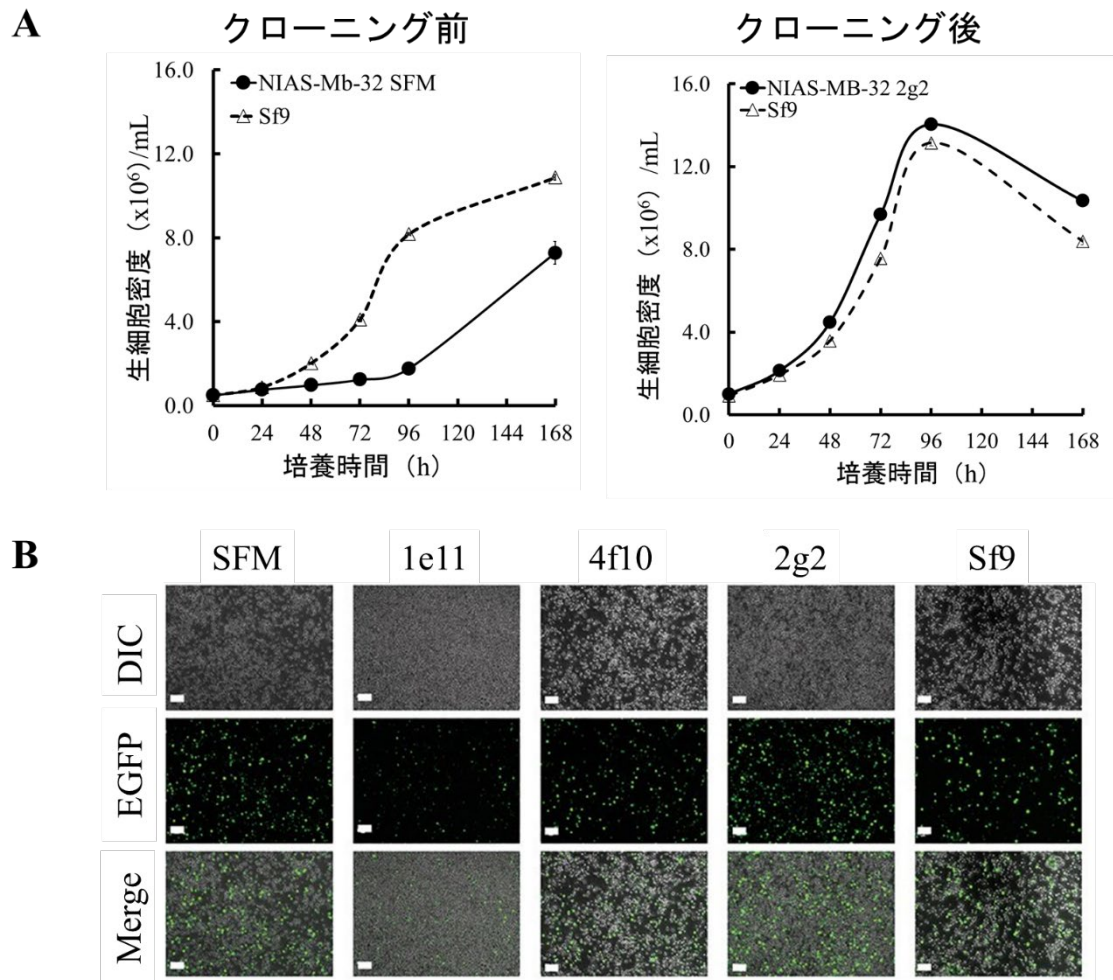 A
クローニング前
クローニング後
16.0
12.0
8.0
4.0
0.0
生細胞密度 (x10⁶)/mL
NIAS-Mb-32 SFM
Sf9
0 24 48 72 96 120 144 168
培養時間 (h)
16.0
12.0
8.0
4.0
0.0
生細胞密度 (x10⁶) /mL
NIAS-MB-32 2g2
Sf9
0 24 48 72 96 120 144 168
培養時間 (h)
B
SFM 1e11 4f10 2g2 Sf9
DIC
EGFP
Merge